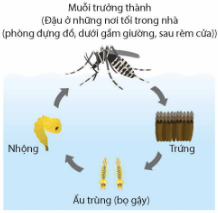 Muỗi trưởng thành
(Đậu ở những nơi tối trong nhà
(phòng đựng đồ, dưới gầm giường, sau rèm cửa))
Nhộng
Trứng
Ấu trùng (bọ gậy)